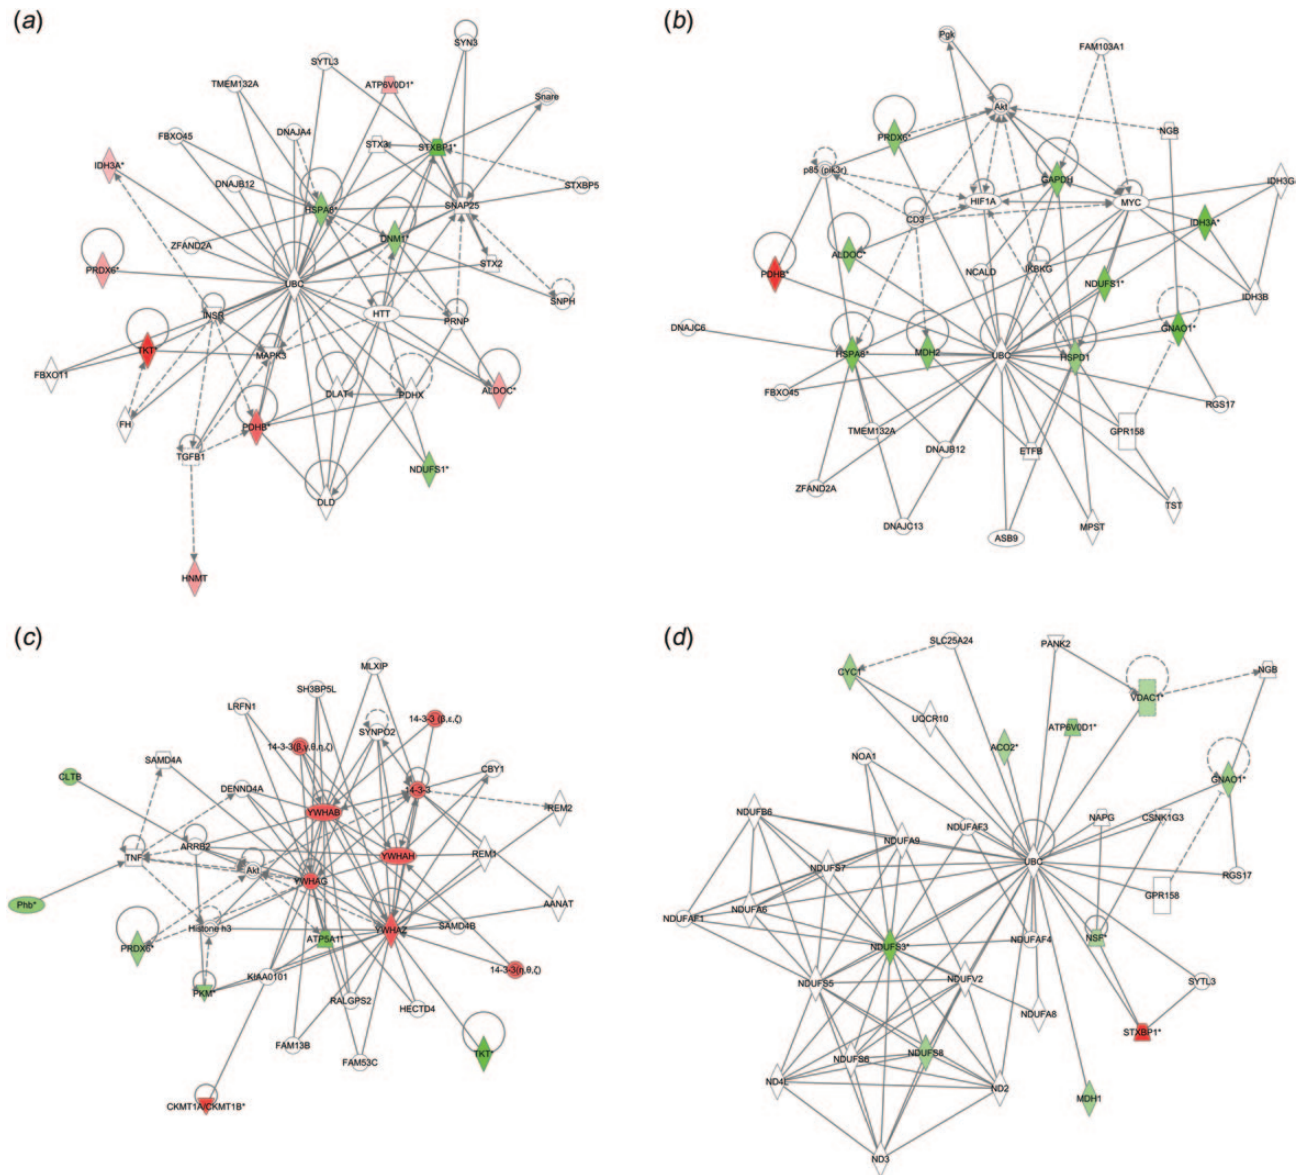 (a)
SYN3
SYTL3
TMEM132A
ATP6V0D1*
Snare
FBXO45
DNAJA4
STX3
STXBP1*
IDH3A*
DNAJB12
STXBP5
HSPA8*
SNAP25
ZFAND2A
DNM1*
PRDX6*
STX2
UBC
SNPH
INSR
HTT
PRNP
TKT*
MAPK3
FBXO11
DLAT
PDHX
ALDOC*
FH
PDHB*
TGFB1
NDUFS1*
DLD
HNMT
(b)
Pgk
FAM103A1
Akt
PRDX6*
NGB
p85 (pik3r)
GAPDH
IDH3G
HIF1A
MYC
CD3
IDH3A*
ALDOC*
PDHB*
NCALD
IKBKG
NDUFS1*
IDH3B
DNAJC6
GNAO1*
HSPA8*
MDH2
UBC
HSPD1
FBXO45
RGS17
TMEM132A
GPR158
DNAJB12
ETFB
ZFAND2A
DNAJC13
ASB9
MPST
TST
(c)
MLXIP
SH3BP5L
LRFN1
14-3-3 (β,ε,ζ)
SYNPO2
14-3-3(β,γ,θ,η,ζ)
SAMD4A
CLTB
CBY1
DENND4A
14-3-3
YWHAB
REM2
ARRB2
TNF
YWHAH
REM1
Akt
YWHAG
Phb*
AANAT
Histone h3
SAMD4B
PRDX6*
ATP5A1*
YWHAZ
KIAA0101
14-3-3(η,θ,ζ)
PKM*
RALGPS2
HECTD4
FAM13B
TKT*
FAM53C
CKMT1A/CKMT1B*
(d)
SLC25A24
PANK2
CYC1*
NGB
VDAC1*
UQCR10
ATP6V0D1*
ACO2*
NOA1
GNAO1*
NDUFB6
NAPG
CSNK1G3
NDUFA9
NDUFAF3
NDUFS7
UBC
RGS17
NDUFA6
GPR158
NDUFAF1
NDUFS3*
NDUFAF4
NSF*
NDUFS5
NDUFV2
SYTL3
NDUFA8
STXBP1*
NDUFS6
NDUFS8
ND4L
ND2
MDH1
ND3